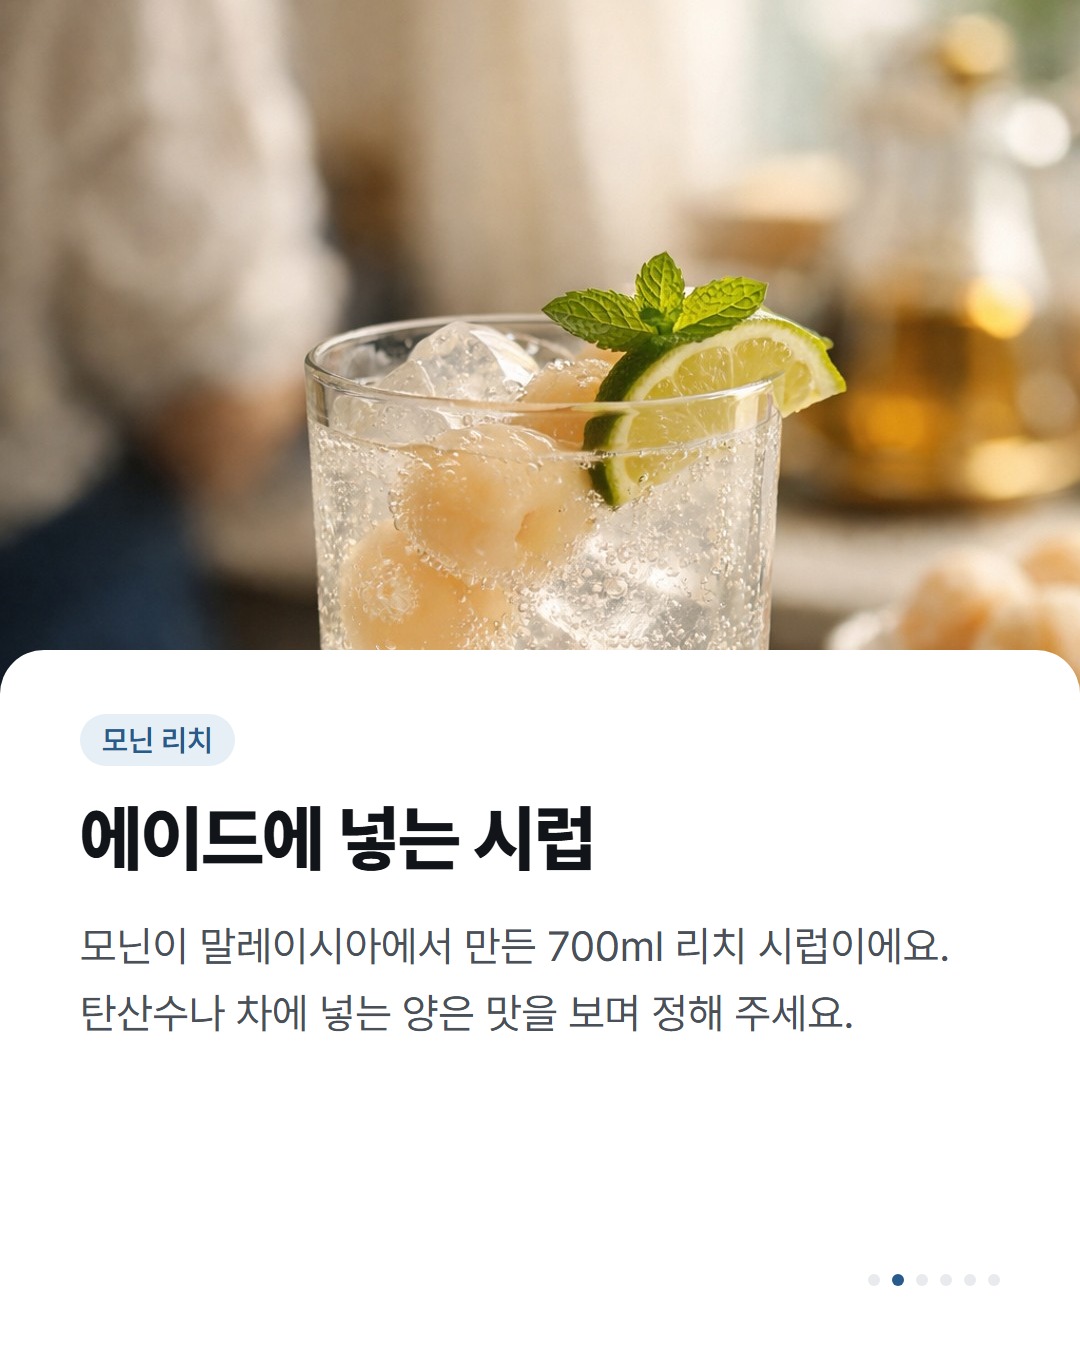 모닌 리치
에이드에 넣는 시럽
모닌이 말레이시아에서 만든 700ml 리치 시럽이에요.
탄산수나 차에 넣는 양은 맛을 보며 정해 주세요.